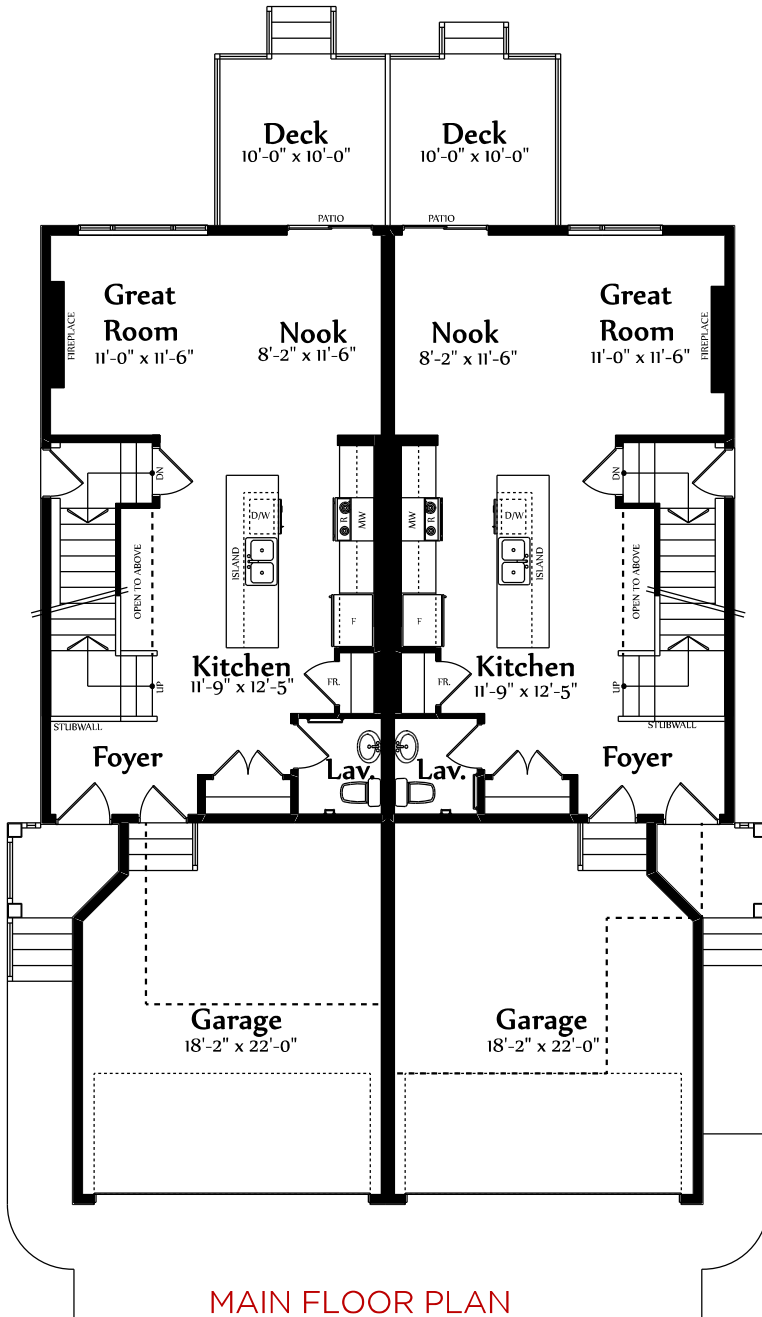 Deck
10'-0" x 10'-0"
Deck
10'-0" x 10'-0"
PATIO
PATIO
Great
Room
11'-0" x 11'-6"
FIREPLACE
Nook
8'-2" x 11'-6"
Nook
8'-2" x 11'-6"
Great
Room
11'-0" x 11'-6"
FIREPLACE
DN
D/W
R
MW
MW
R
D/W
DN
OPEN TO ABOVE
ISLAND
ISLAND
OPEN TO ABOVE
F
F
Kitchen
11'-9" x 12'-5"
Kitchen
11'-9" x 12'-5"
UP
FR.
FR.
UP
STUBWALL
STUBWALL
Foyer
Lav.
Lav.
Foyer
Garage
18'-2" x 22'-0"
Garage
18'-2" x 22'-0"
MAIN FLOOR PLAN